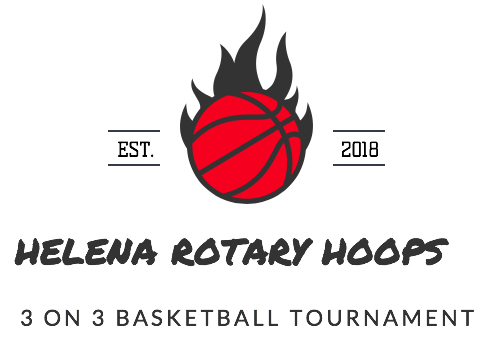 EST. 2018
HELENA ROTARY HOOPS
3 ON 3 BASKETBALL TOURNAMENT